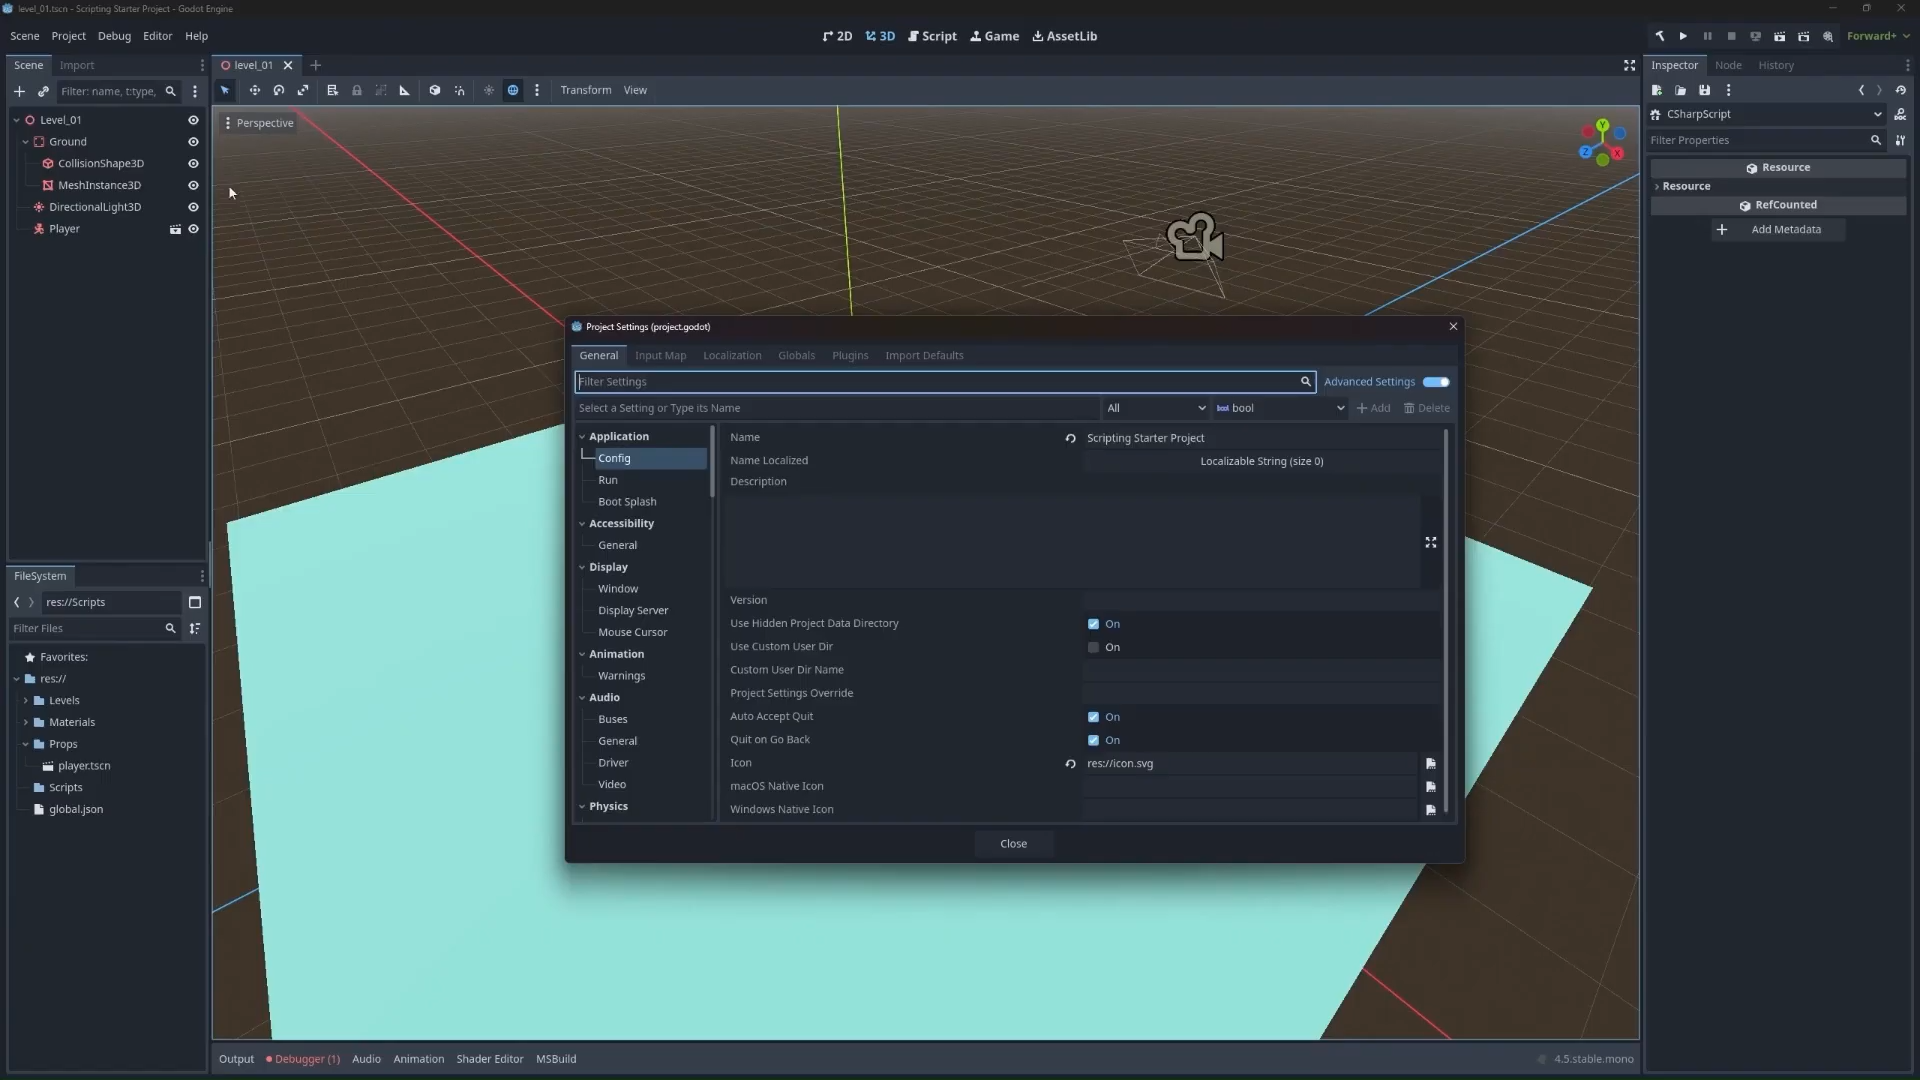 level_01.tscn - Scripting Starter Project - Godot Engine
Scene Project Debug Editor Help
2D 3D Script Game AssetLib
Forward+
Scene Import
level_01
Inspector Node History
Filter: name, t:type,
Transform View
CSharpScript
Filter Properties
Resource
Resource
RefCounted
Add Metadata
Level_01
Ground
CollisionShape3D
MeshInstance3D
DirectionalLight3D
Player
Perspective
Y
X
Z
Project Settings (project.godot)
General Input Map Localization Globals Plugins Import Defaults
Filter Settings
Advanced Settings
Select a Setting or Type its Name
All
bool
Add
Delete
Application
Config
Run
Boot Splash
Accessibility
General
Display
Window
Display Server
Mouse Cursor
Animation
Warnings
Audio
Buses
General
Driver
Video
Physics
Name Scripting Starter Project
Name Localized Localizable String (size 0)
Description
Version
Use Hidden Project Data Directory On
Use Custom User Dir On
Custom User Dir Name
Project Settings Override
Auto Accept Quit On
Quit on Go Back On
Icon res://icon.svg
macOS Native Icon
Windows Native Icon
Close
FileSystem
res://Scripts
Filter Files
Favorites:
res://
Levels
Materials
Props
player.tscn
Scripts
global.json
Output Debugger (1) Audio Animation Shader Editor MSBuild
4.5.stable.mono